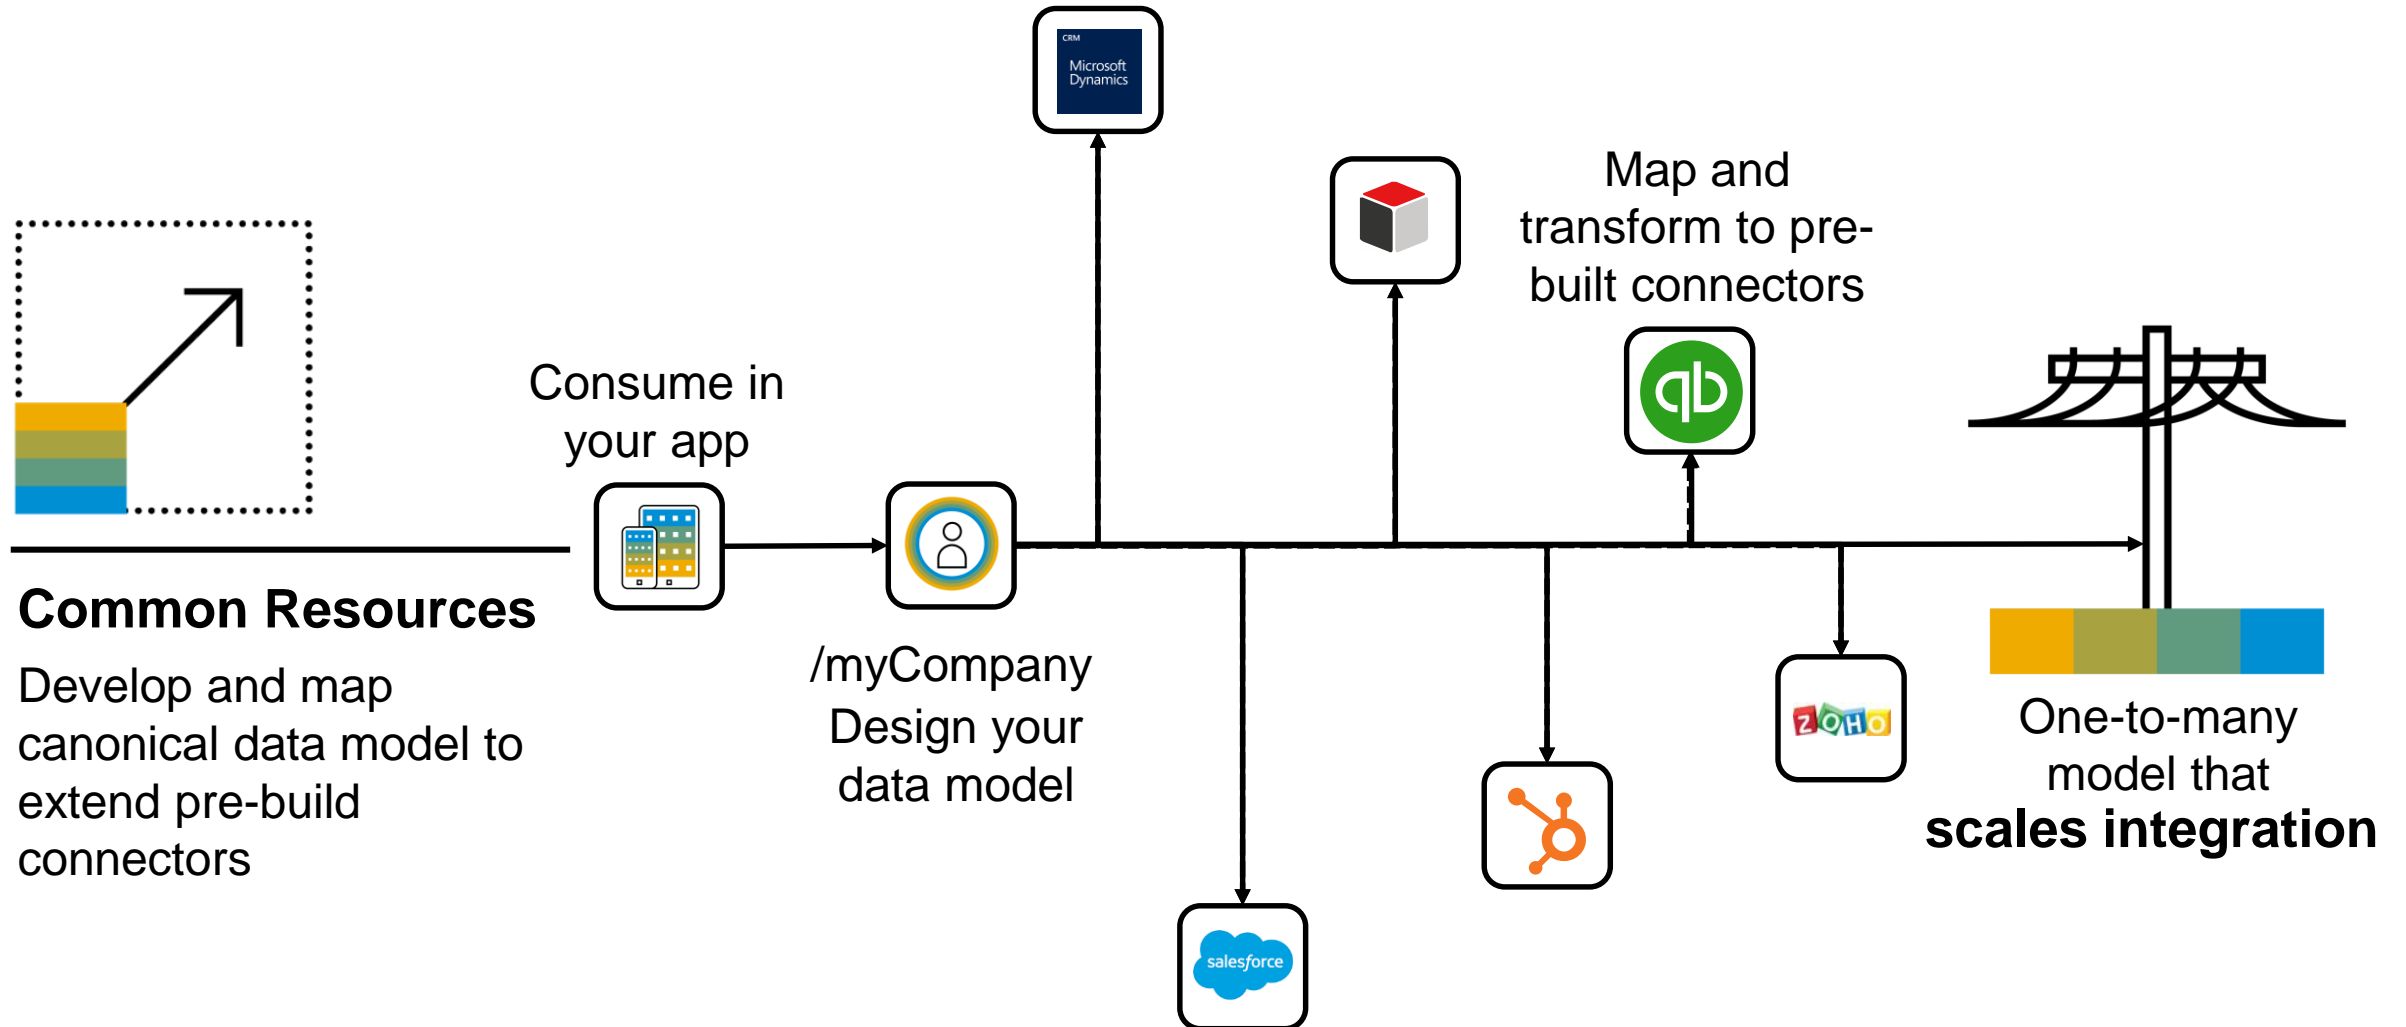 CRM
Microsoft
Dynamics
Map and
transform to pre-
built connectors
qb
Consume in
your app
Common Resources
Develop and map
canonical data model to
extend pre-build
connectors
/myCompany
Design your
data model
ZOHO
One-to-many
model that
scales integration
salesforce